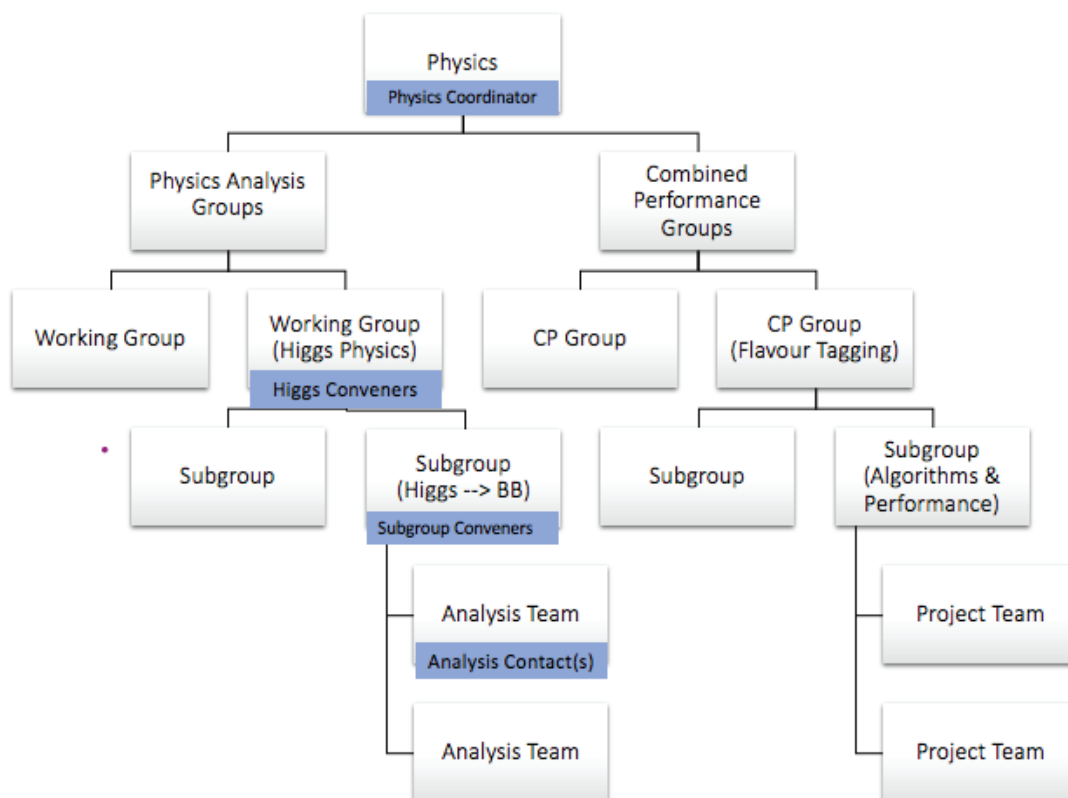 Physics
Physics Coordinator
Physics Analysis
Groups
Combined
Performance
Groups
Working Group
Working Group
(Higgs Physics)
Higgs Conveners
CP Group
CP Group
(Flavour Tagging)
Subgroup
Subgroup
(Higgs --> BB)
Subgroup Conveners
Subgroup
Subgroup
(Algorithms &
Performance)
Analysis Team
Analysis Contact(s)
Project Team
Analysis Team
Project Team